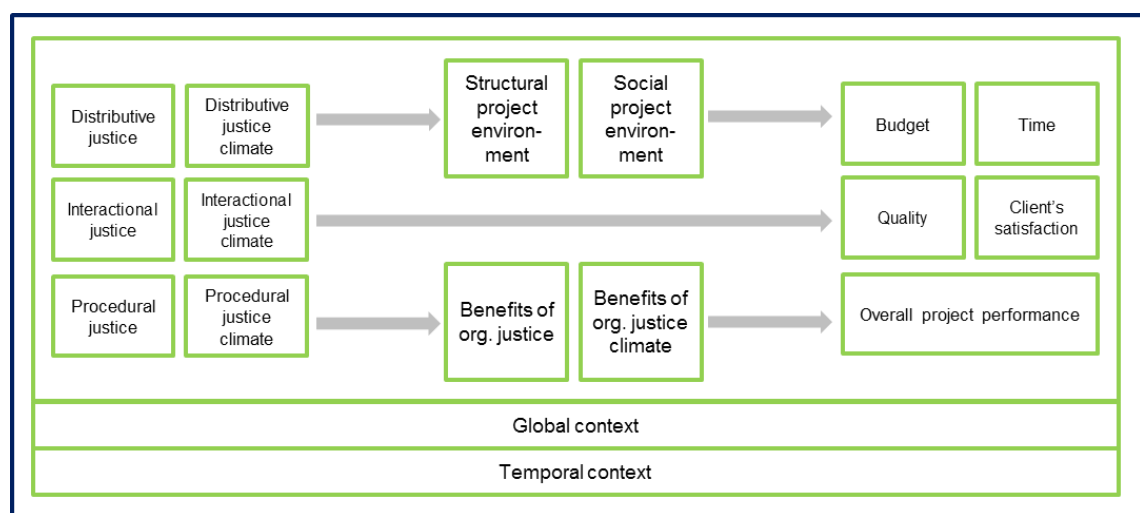 Distributive
justice
Distributive
justice
climate
Structural
project
environ-
ment
Social
project
environ-
ment
Budget
Time
Interactional
justice
Interactional
justice
climate
Quality
Client's
satisfaction
Procedural
justice
Procedural
justice
climate
Benefits of
org. justice
Benefits of
org. justice
climate
Overall project performance
Global context
Temporal context